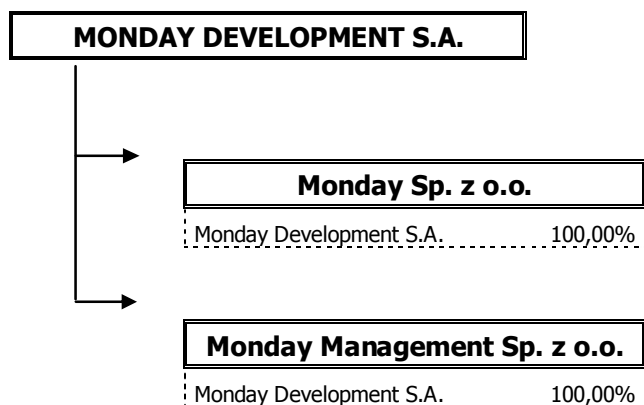 MONDAY DEVELOPMENT S.A.
Monday Sp. z o.o.
Monday Development S.A. 100,00%
Monday Management Sp. z o.o.
Monday Development S.A. 100,00%